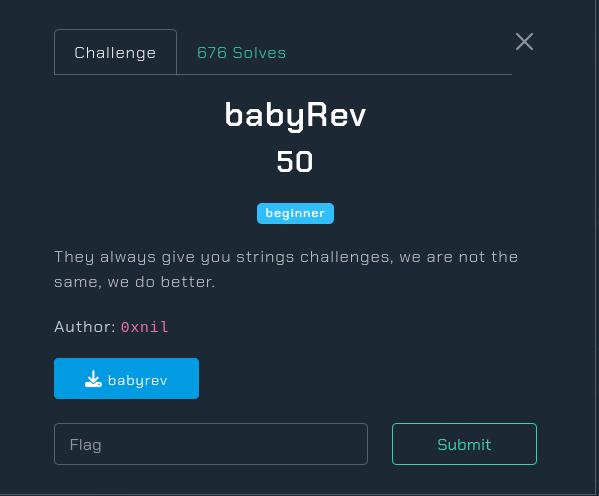 Challenge
676 Solves
babyRev
50
beginner
They always give you strings challenges, we are not the
same, we do better.
Author: 0xnil
babyrev
Flag
Submit